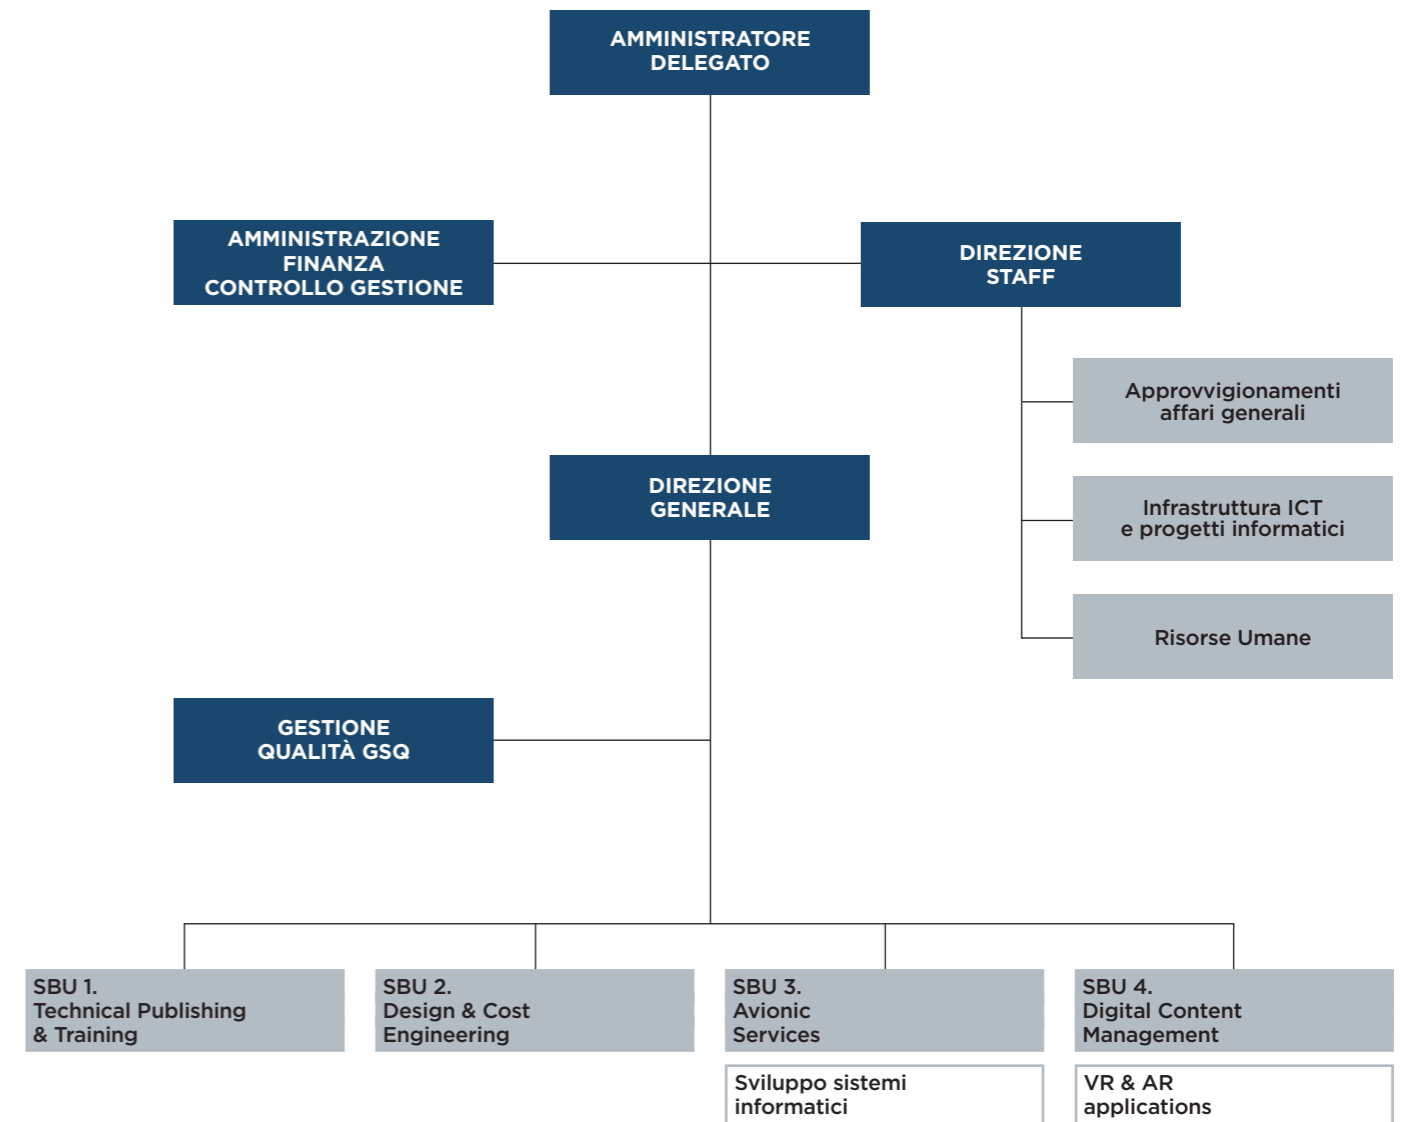 AMMINISTRATORE
DELEGATO
AMMINISTRAZIONE
FINANZA
CONTROLLO GESTIONE
DIREZIONE
STAFF
Approvvigionamenti
affari generali
Infrastruttura ICT
e progetti informatici
Risorse Umane
DIREZIONE
GENERALE
GESTIONE
QUALITÀ GSQ
SBU 1.
Technical Publishing
& Training
SBU 2.
Design & Cost
Engineering
SBU 3.
Avionic
Services
Sviluppo sistemi
informatici
SBU 4.
Digital Content
Management
VR & AR
applications